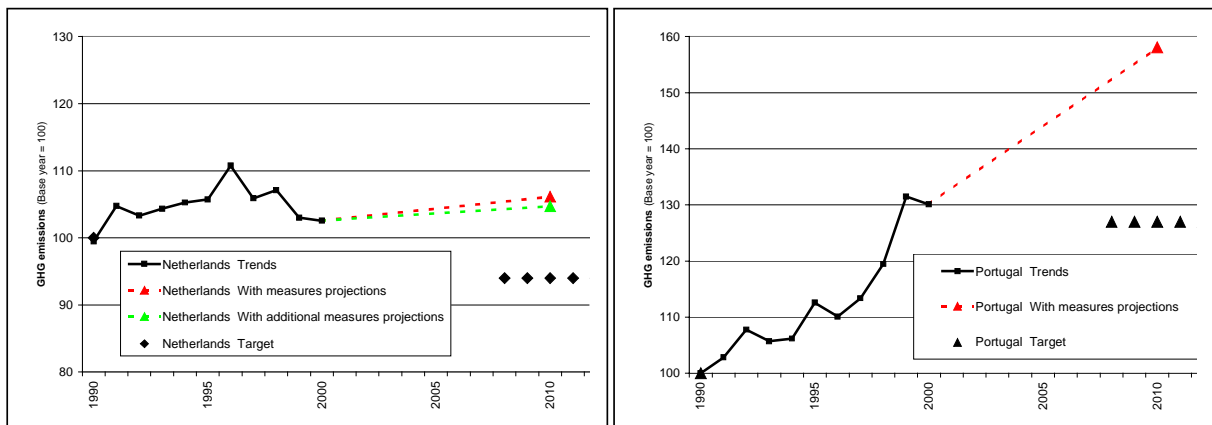 GHG emissions (Base year = 100)
130
120
110
100
90
80
1990
1995
2000
2005
2010
Netherlands Trends
Netherlands With measures projections
Netherlands With additional measures projections
Netherlands Target
GHG emissions (Base year = 100)
160
150
140
130
120
110
100
1990
1995
2000
2005
2010
Portugal Trends
Portugal With measures projections
Portugal Target